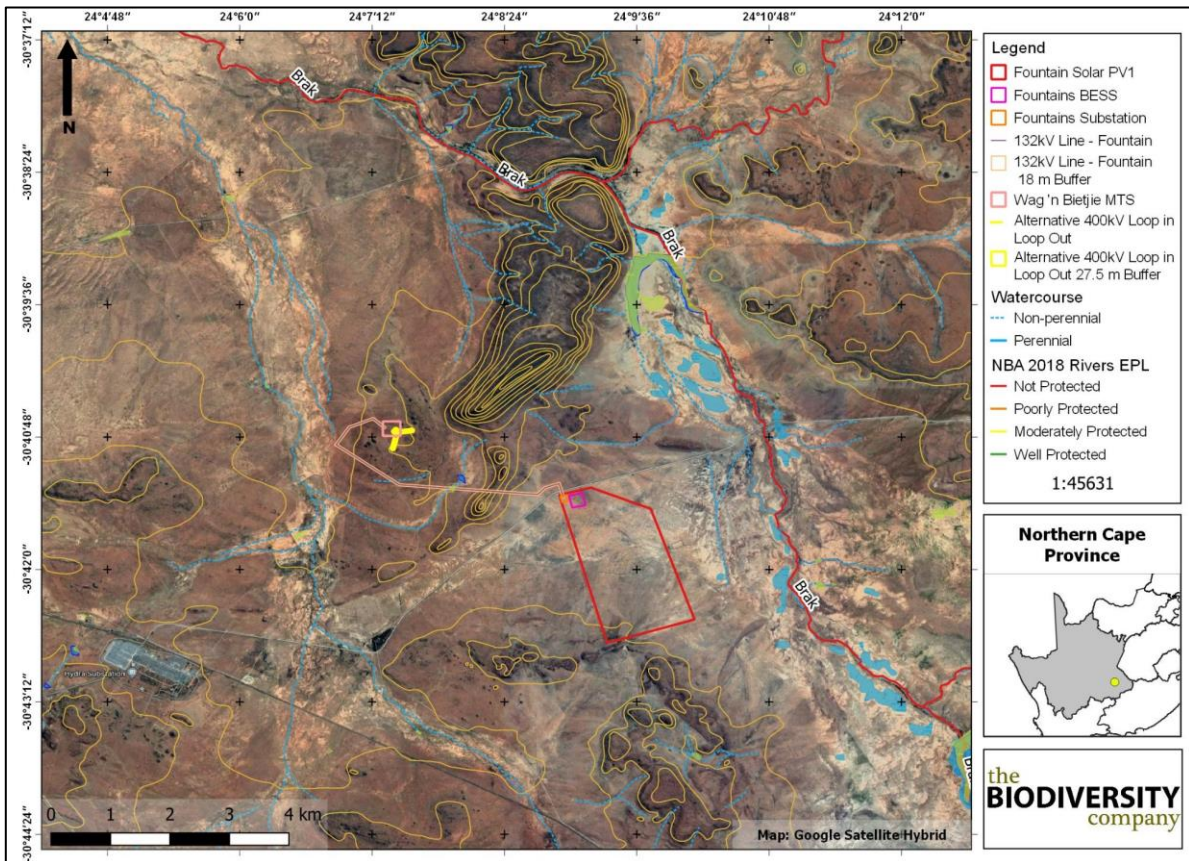 24°4'48"
24°6'0"
24°7'12"
24°8'24"
24°9'36"
24°10'48"
24°12'0"
-30°37'12"
-30°38'24"
-30°39'36"
-30°40'48"
-30°42'0"
-30°43'12"
-30°44'24"
N
Brak
Brak
Brak
Brak
Hydra Substation
0 1 2 3 4 km
Map: Google Satellite Hybrid
Legend
Fountain Solar PV1
Fountains BESS
Fountains Substation
132kV Line - Fountain
132kV Line - Fountain
18 m Buffer
Wag 'n Bietjie MTS
Alternative 400kV Loop in
Loop Out
Alternative 400kV Loop in
Loop Out 27.5 m Buffer
Watercourse
Non-perennial
Perennial
NBA 2018 Rivers EPL
Not Protected
Poorly Protected
Moderately Protected
Well Protected
1:45631
Northern Cape
Province
the
BIODIVERSITY
company